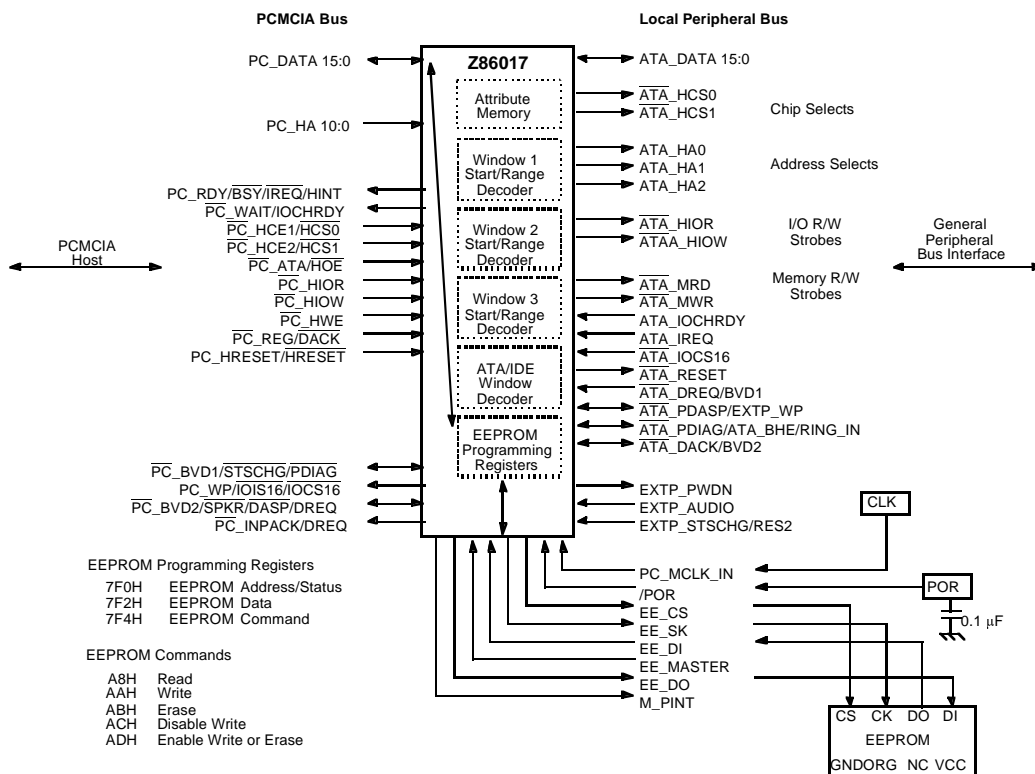 PCMCIA Bus
Local Peripheral Bus
Z86017
PC_DATA 15:0
PC_HA 10:0
PC_RDY/BSY/IREQ/HINT
PC_WAIT/IOCHRDY
PC_HCE1/HCS0
PC_HCE2/HCS1
PC_ATA/HOE
PC_HIOR
PC_HIOW
PC_HWE
PC_REG/DACK
PC_HRESET/HRESET
PCMCIA
Host
PC_BVD1/STSCHG/PDIAG
PC_WP/IOIS16/IOCS16
PC_BVD2/SPKR/DASP/DREQ
PC_INPACK/DREQ
Attribute
Memory
Window 1
Start/Range
Decoder
Window 2
Start/Range
Decoder
Window 3
Start/Range
Decoder
ATA/IDE
Window
Decoder
EEPROM
Programming
Registers
ATA_DATA 15:0
ATA_HCS0
ATA_HCS1
Chip Selects
ATA_HA0
ATA_HA1
ATA_HA2
Address Selects
ATA_HIOR
ATAA_HIOW
I/O R/W
Strobes
ATA_MRD
ATA_MWR
Memory R/W
Strobes
ATA_IOCHRDY
ATA_IREQ
ATA_IOCS16
ATA_RESET
ATA_DREQ/BVD1
ATA_PDASP/EXTP_WP
ATA_PDIAG/ATA_BHE/RING_IN
ATA_DACK/BVD2
General
Peripheral
Bus Interface
EXTP_PWDN
EXTP_AUDIO
EXTP_STSCHG/RES2
PC_MCLK_IN
/POR
EE_CS
EE_SK
EE_DI
EE_MASTER
EE_DO
M_PINT
CLK
POR
0.1 µF
CS CK DO DI
EEPROM
GNDORG NC VCC
EEPROM Programming Registers
7F0H EEPROM Address/Status
7F2H EEPROM Data
7F4H EEPROM Command
EEPROM Commands
A8H Read
AAH Write
ABH Erase
ACH Disable Write
ADH Enable Write or Erase